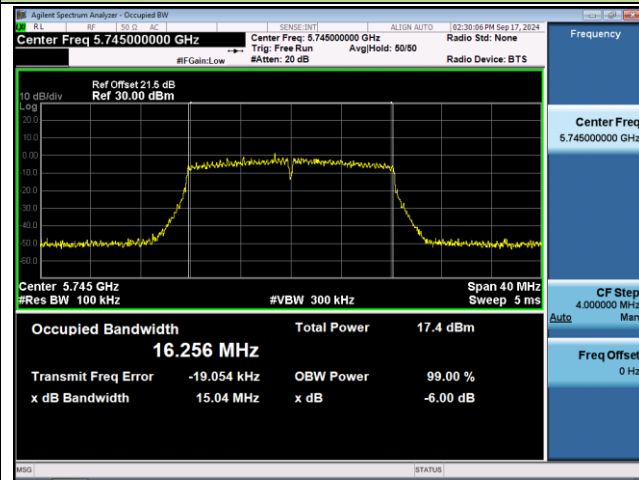 Agilent Spectrum Analyzer - Occupied BW
RL RF 50 Ω AC SENSE:INT ALIGN AUTO 02:30:06 PM Sep 17, 2024
Center Freq 5.745000000 GHz
Center Freq: 5.745000000 GHz
Radio Std: None
Trig: Free Run Avg|Hold: 50/50
#IFGain:Low #Atten: 20 dB Radio Device: BTS
Ref Offset 21.5 dB
10 dB/div Ref 30.00 dBm
Log
20.0
10.0
0.00
-10.0
-20.0
-30.0
-40.0
-50.0
-60.0
Center 5.745 GHz Span 40 MHz
#Res BW 100 kHz #VBW 300 kHz Sweep 5 ms
Occupied Bandwidth Total Power 17.4 dBm
16.256 MHz
Transmit Freq Error -19.054 kHz OBW Power 99.00 %
x dB Bandwidth 15.04 MHz x dB -6.00 dB
MSG STATUS
Frequency
Center Freq
5.745000000 GHz
CF Step
4.000000 MHz
Auto Man
Freq Offset
0 Hz